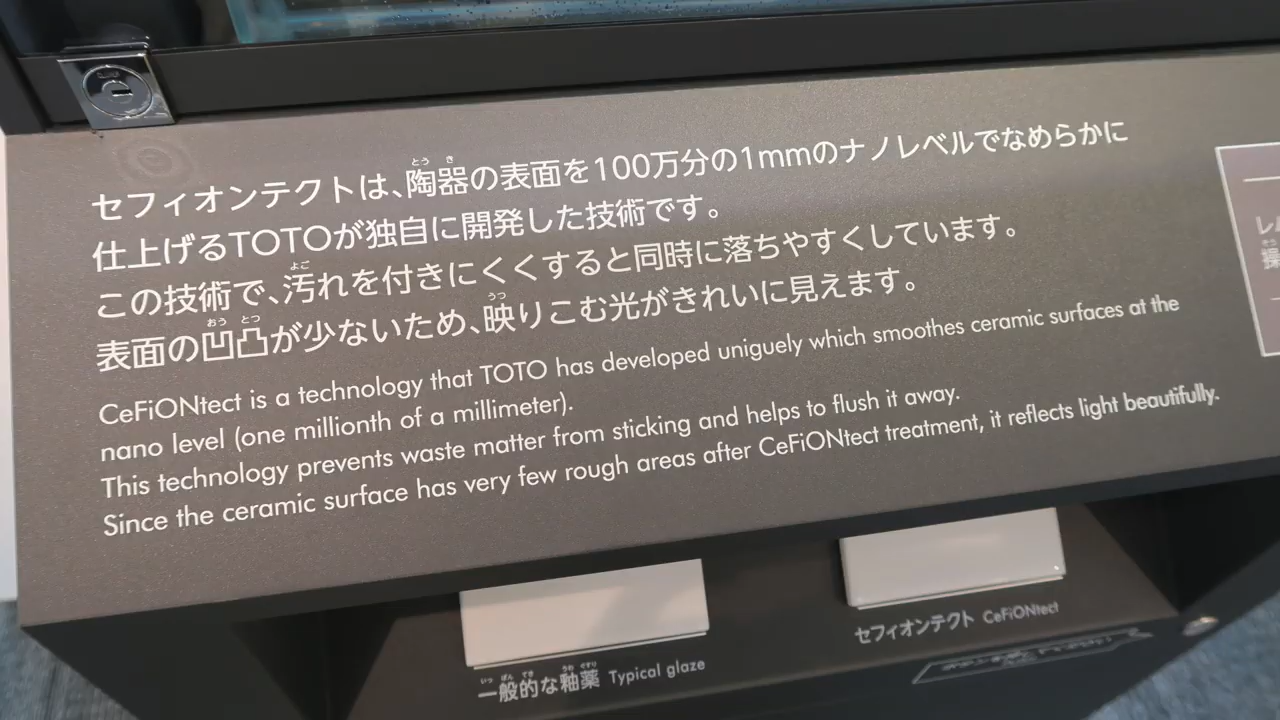 セフィオンテクトは、陶器の表面を100万分の1mmのナノレベルでなめらかに
仕上げるTOTOが独自に開発した技術です。
この技術で、汚れを付きにくくすると同時に落ちやすくしています。
表面の凹凸が少ないため、映りこむ光がきれいに見えます。
CeFiONtect is a technology that TOTO has developed uniguely which smoothes ceramic surfaces at the
nano level (one millionth of a millimeter).
This technology prevents waste matter from sticking and helps to flush it away.
Since the ceramic surface has very few rough areas after CeFiONtect treatment, it reflects light beautifully.
一般的な釉薬 Typical glaze
セフィオンテクト CeFiONtect